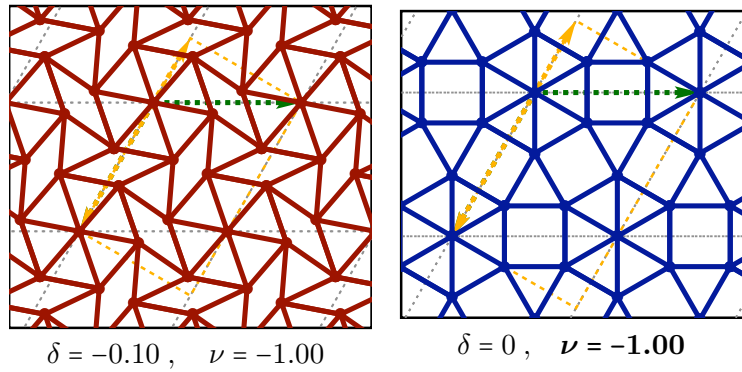 δ = −0.10 , ν = −1.00
δ = 0 , ν = −1.00